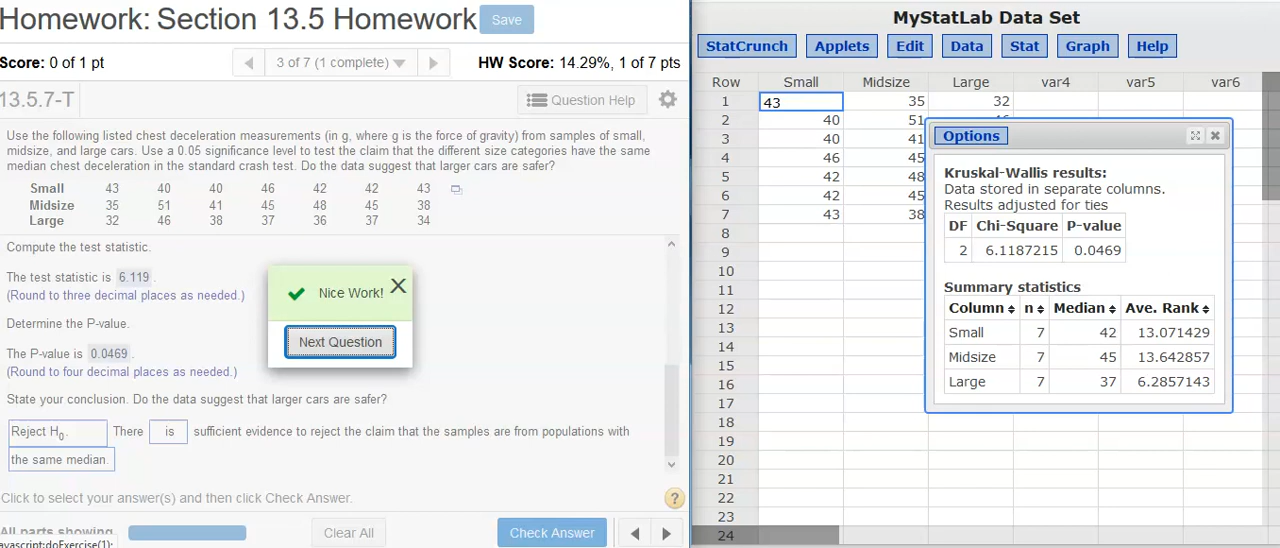 Homework: Section 13.5 Homework Save
Score: 0 of 1 pt 3 of 7 (1 complete) HW Score: 14.29%, 1 of 7 pts
13.5.7-T Question Help
Use the following listed chest deceleration measurements (in g, where g is the force of gravity) from samples of small,
midsize, and large cars. Use a 0.05 significance level to test the claim that the different size categories have the same
median chest deceleration in the standard crash test. Do the data suggest that larger cars are safer?
Small 43 40 40 46 42 42 43
Midsize 35 51 41 45 48 45 38
Large 32 46 38 37 36 37 34
Compute the test statistic.
The test statistic is 6.119.
(Round to three decimal places as needed.)
Determine the P-value.
The P-value is 0.0469.
(Round to four decimal places as needed.)
State your conclusion. Do the data suggest that larger cars are safer?
Reject H0. There is sufficient evidence to reject the claim that the samples are from populations with
the same median.
Nice Work! X
Next Question
Click to select your answer(s) and then click Check Answer.
All parts showing Clear All Check Answer
avascript:doExercise(1);
MyStatLab Data Set
StatCrunch Applets Edit Data Stat Graph Help
Row Small Midsize Large var4 var5 var6
1 43 35 32
2 40 51
3 40 41
4 46 45
5 42 48
6 42 45
7 43 38
8
9
10
11
12
13
14
15
16
17
18
19
20
21
22
23
24
Options
Kruskal-Wallis results:
Data stored in separate columns.
Results adjusted for ties
DF Chi-Square P-value
2 6.1187215 0.0469
Summary statistics
Column n Median Ave. Rank
Small 7 42 13.071429
Midsize 7 45 13.642857
Large 7 37 6.2857143